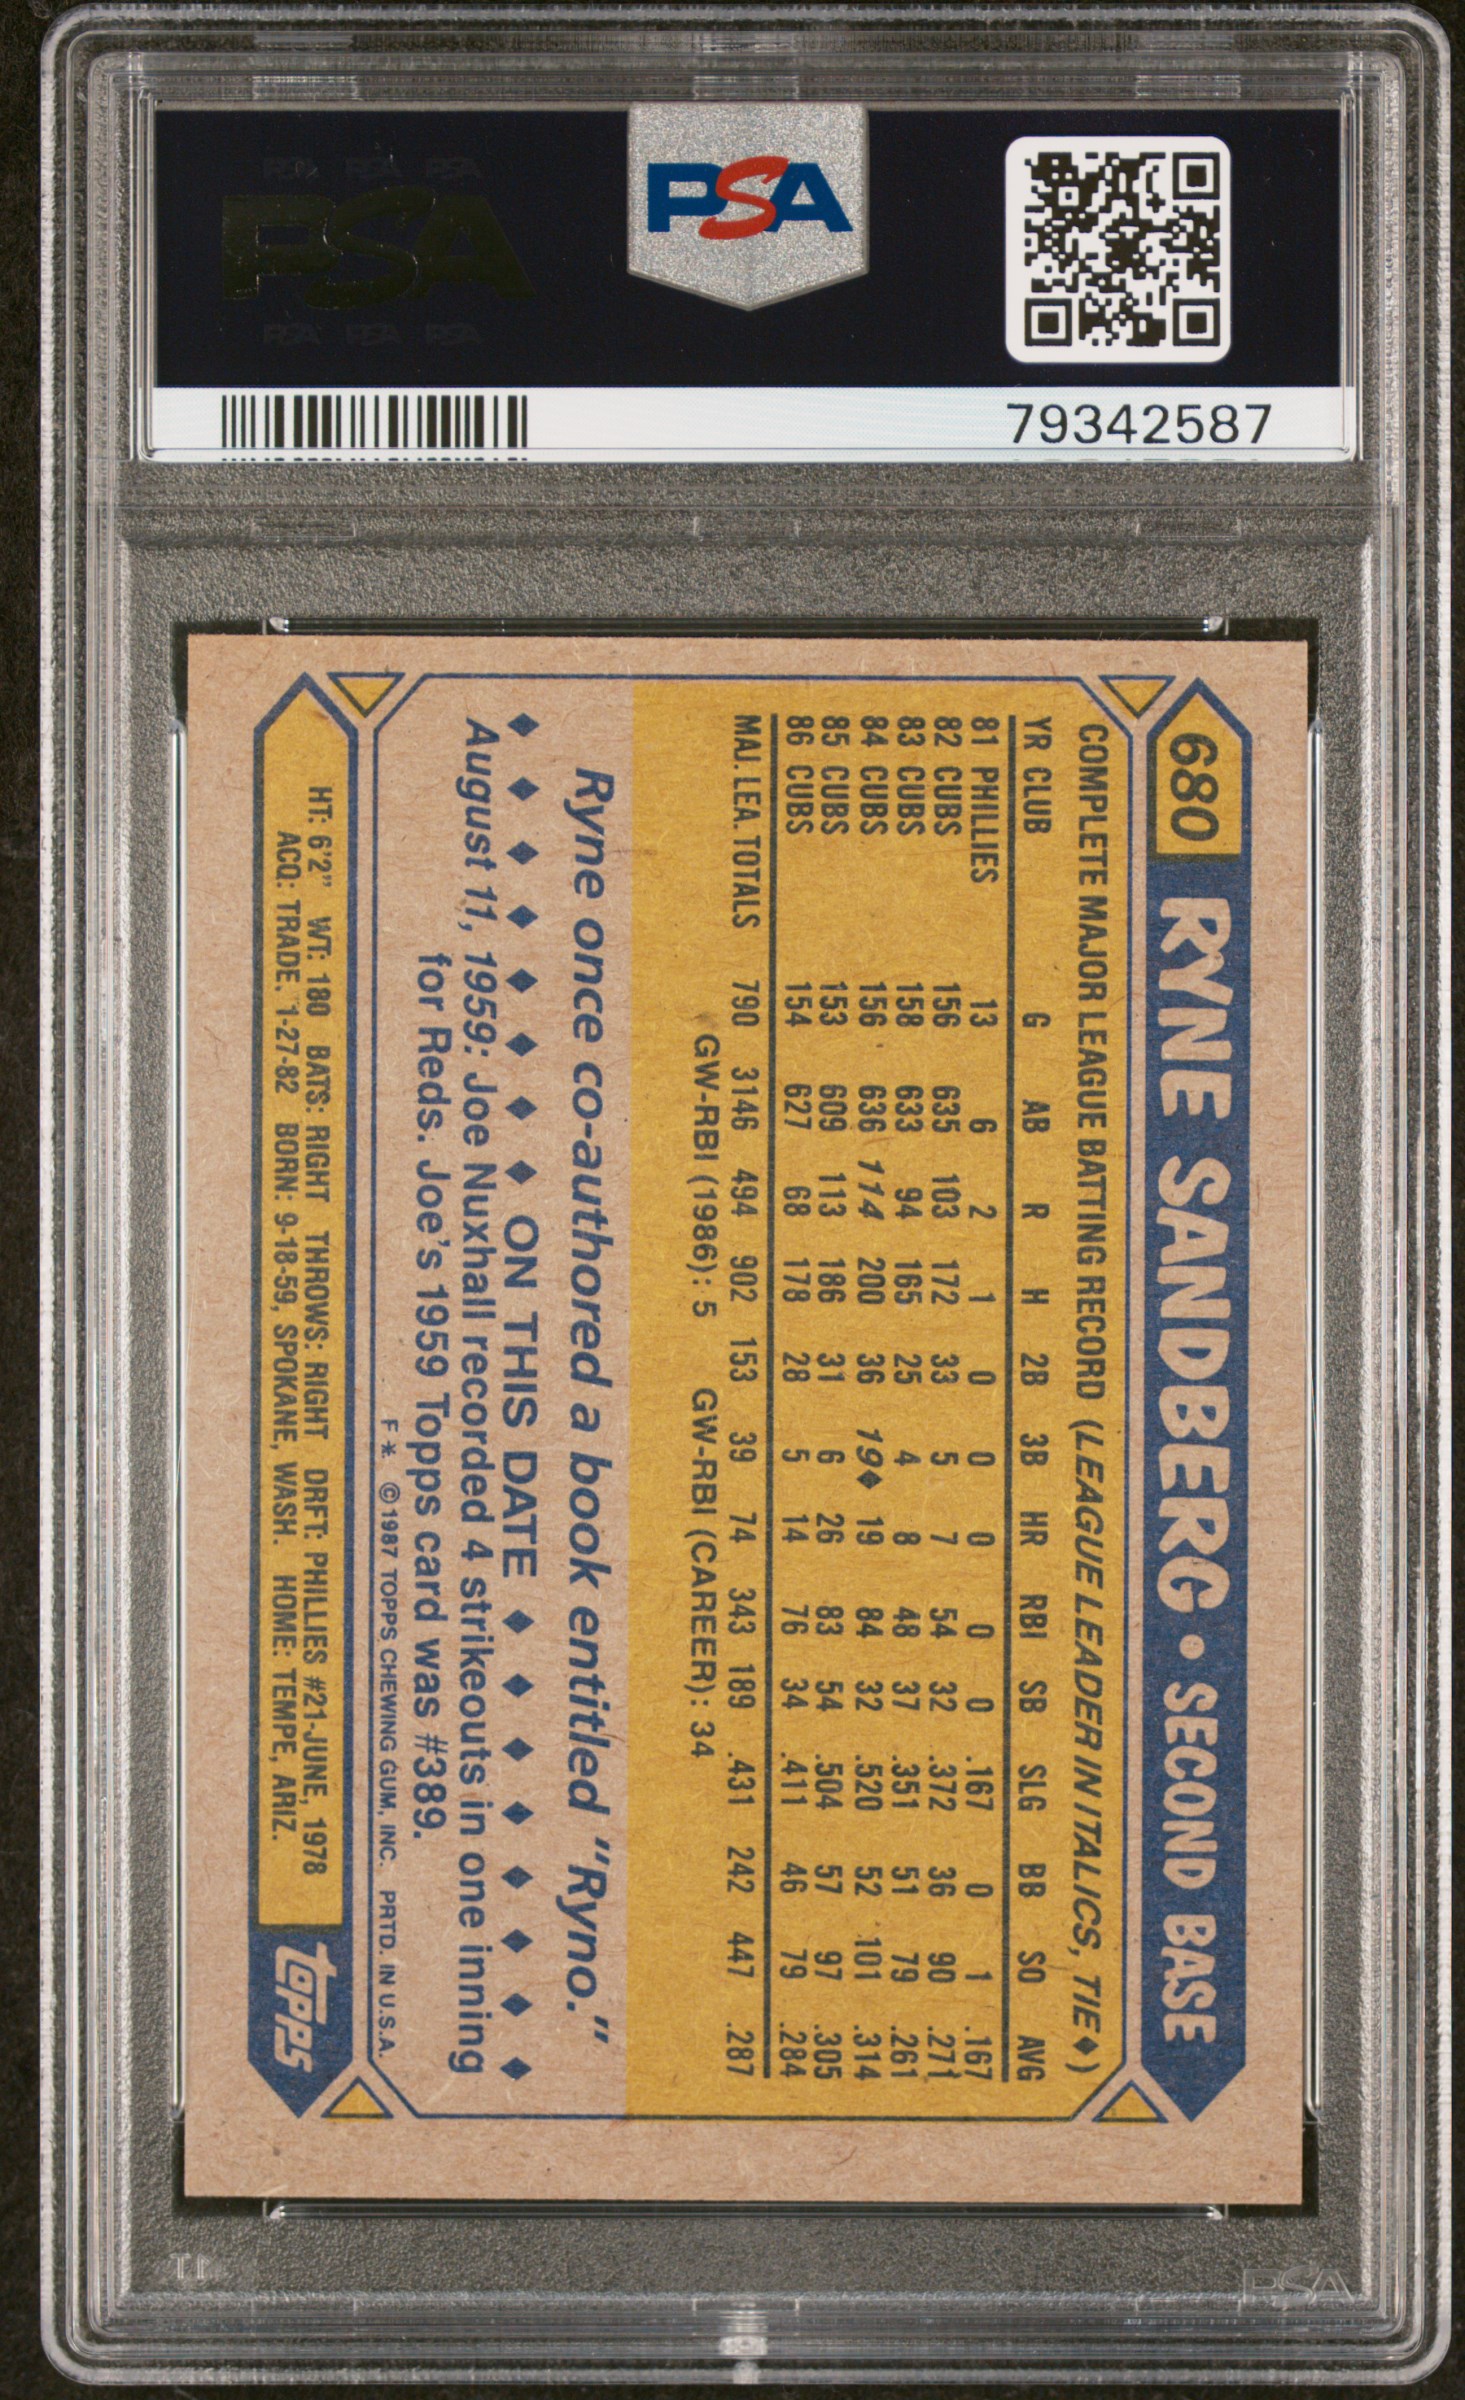 PSA
PSA PSA PSA
PSA
PSA PSA PSA
79342587
680 RYNE SANDBERG • SECOND BASE
COMPLETE MAJOR LEAGUE BATTING RECORD (LEAGUE LEADER IN ITALICS, TIE◆)
YR CLUB G AB R H 2B 3B HR RBI SB SLG BB SO AVG
81 PHILLIES 13 6 2 1 0 0 0 0 0 .167 0 1 .167
82 CUBS 156 635 103 172 33 5 7 54 32 .372 36 90 .271
83 CUBS 158 633 94 165 25 4 8 48 37 .351 51 79 .261
84 CUBS 156 636 114 200 36 19◆ 19 84 32 .520 52 101 .314
85 CUBS 153 609 113 186 31 6 26 83 54 .504 57 97 .305
86 CUBS 154 627 68 178 28 5 14 76 34 .411 46 79 .284
MAJ. LEA. TOTALS 790 3146 494 902 153 39 74 343 189 .431 242 447 .287
GW-RBI (1986): 5 GW-RBI (CAREER): 34
Ryne once co-authored a book entitled "Ryno."
◆ ◆ ◆ ◆ ◆ ◆ ◆ ◆ ON THIS DATE ◆ ◆ ◆ ◆ ◆ ◆ ◆ ◆
August 11, 1959: Joe Nuxhall recorded 4 strikeouts in one inning
for Reds. Joe's 1959 Topps card was #389.
F * © 1987 TOPPS CHEWING GUM, INC. PRTD. IN U.S.A.
HT: 6'2" WT: 180 BATS: RIGHT THROWS: RIGHT DRFT: PHILLIES #21-JUNE, 1978
ACQ: TRADE, 1-27-82 BORN: 9-18-59, SPOKANE, WASH. HOME: TEMPE, ARIZ.
topps
PSA